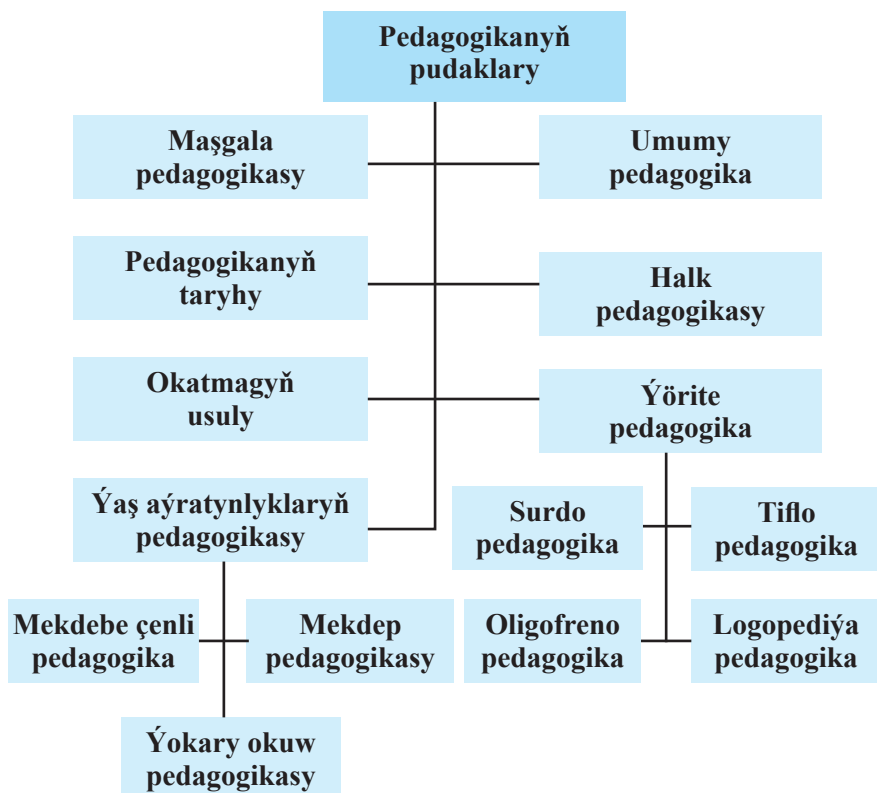 Pedagogikanyň
pudaklary
Maşgala
pedagogikasy
Umumy
pedagogika
Pedagogikanyň
taryhy
Halk
pedagogikasy
Okatmagyň
usuly
Ýörite
pedagogika
Ýaş aýratynlyklaryň
pedagogikasy
Surdo
pedagogika
Tiflo
pedagogika
Mekdebe çenli
pedagogika
Mekdep
pedagogikasy
Oligofreno
pedagogika
Logopediýa
pedagogika
Ýokary okuw
pedagogikasy